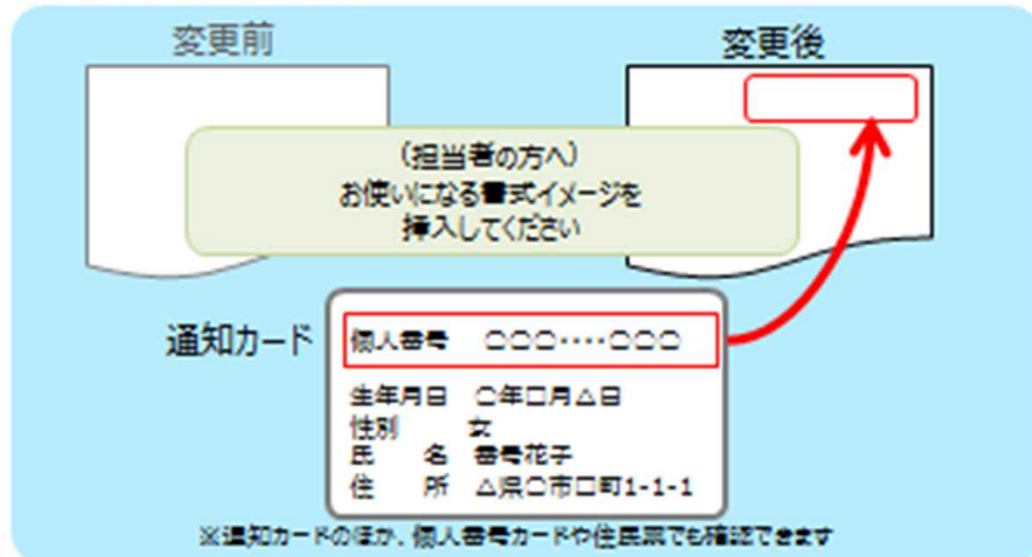 変更前
変更後
(担当者の方へ)
お使いになる書式イメージを
挿入してください
通知カード
個人番号 〇〇〇・・・・〇〇〇
生年月日 〇年□月△日
性別 女
氏 名 番号花子
住 所 △県〇市□町1-1-1
※通知カードのほか、個人番号カードや住民票でも確認できます